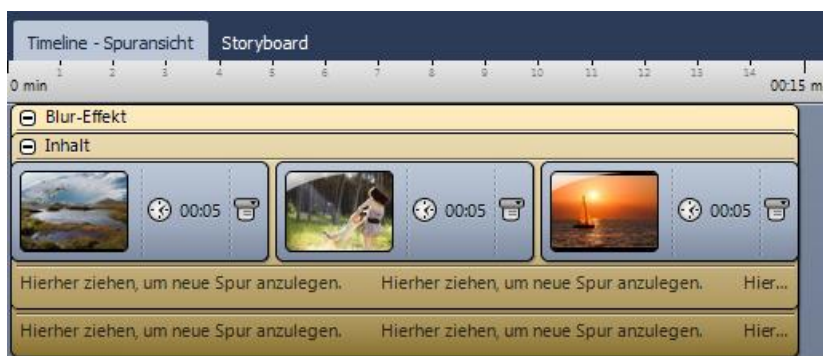 Timeline - Spuransicht Storyboard
1 2 3 4 5 6 7 8 9 10 11 12 13 14
0 min 00:15 m
Blur-Effekt
Inhalt
00:05 00:05 00:05
Hierher ziehen, um neue Spur anzulegen. Hierher ziehen, um neue Spur anzulegen. Hier...
Hierher ziehen, um neue Spur anzulegen. Hierher ziehen, um neue Spur anzulegen. Hier...